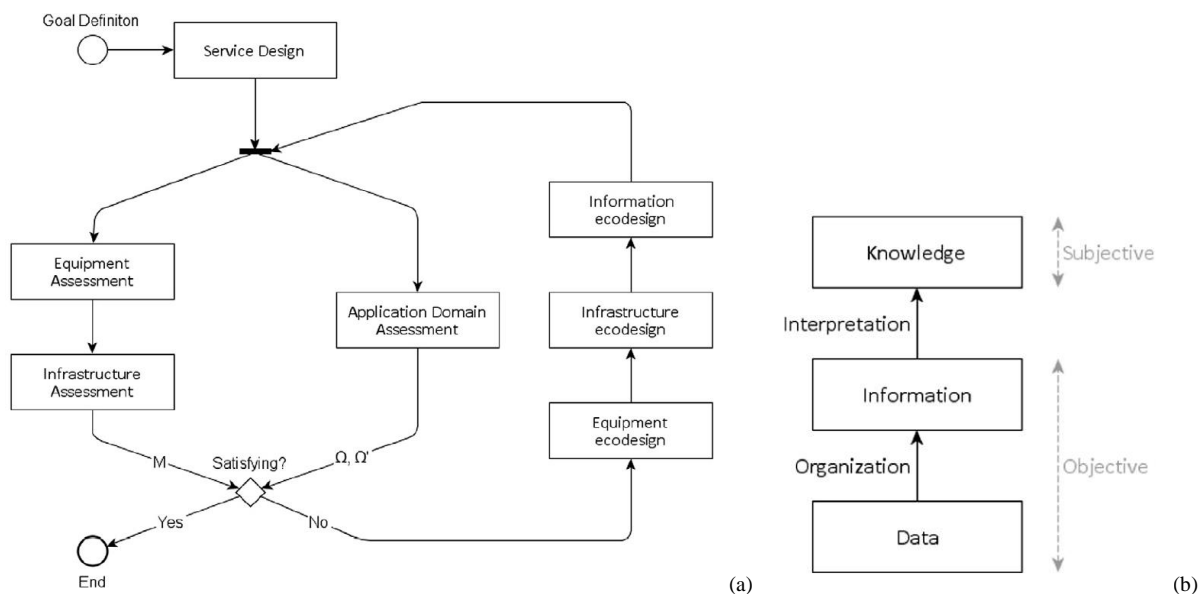 Goal Definiton
Service Design
Equipment
Assessment
Infrastructure
Assessment
Application Domain
Assessment
Information
ecodesign
Infrastructure
ecodesign
Equipment
ecodesign
M
Satisfying?
Ω, Ω'
Yes
No
End
(a)
Knowledge
Subjective
Interpretation
Information
Organization
Objective
Data
(b)